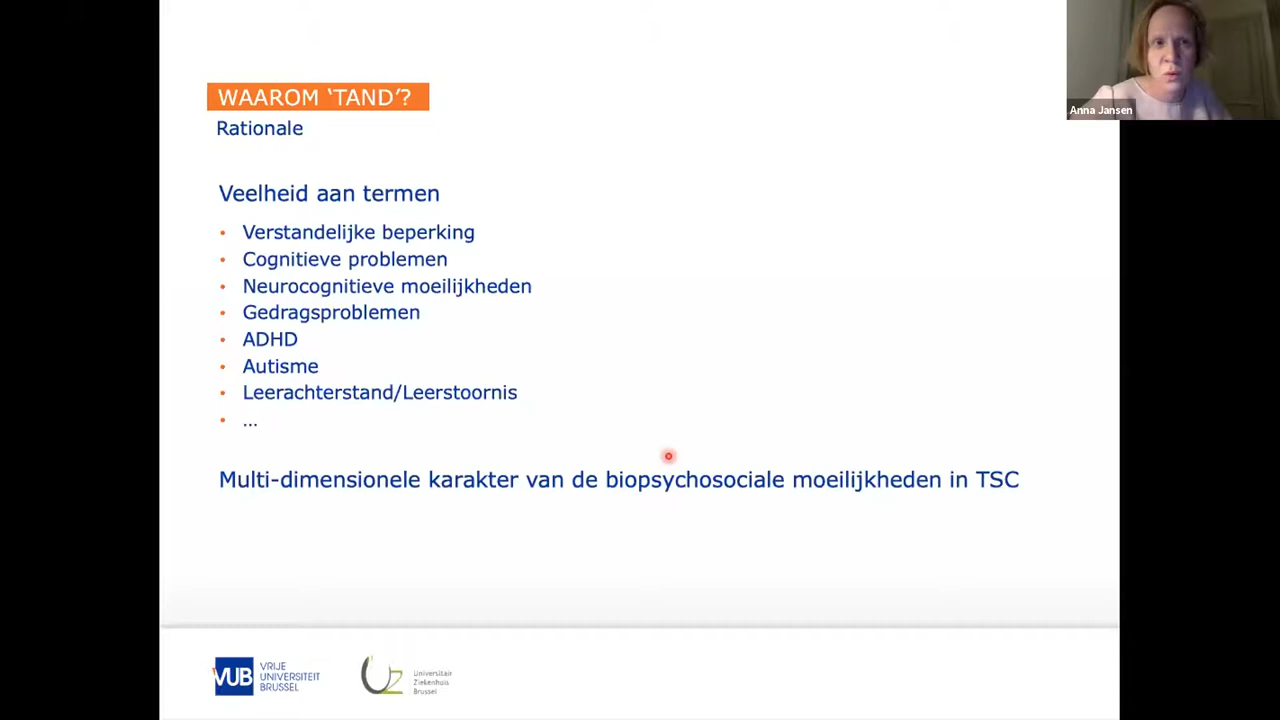 WAAROM ‘TAND’?
Rationale
Anna Jansen
Veelheid aan termen
• Verstandelijke beperking
• Cognitieve problemen
• Neurocognitieve moeilijkheden
• Gedragsproblemen
• ADHD
• Autisme
• Leerachterstand/Leerstoornis
• ...
Multi-dimensionele karakter van de biopsychosociale moeilijkheden in TSC
VUB
VRIJE
UNIVERSITEIT
BRUSSEL
UZ
Universitair
Ziekenhuis
Brussel